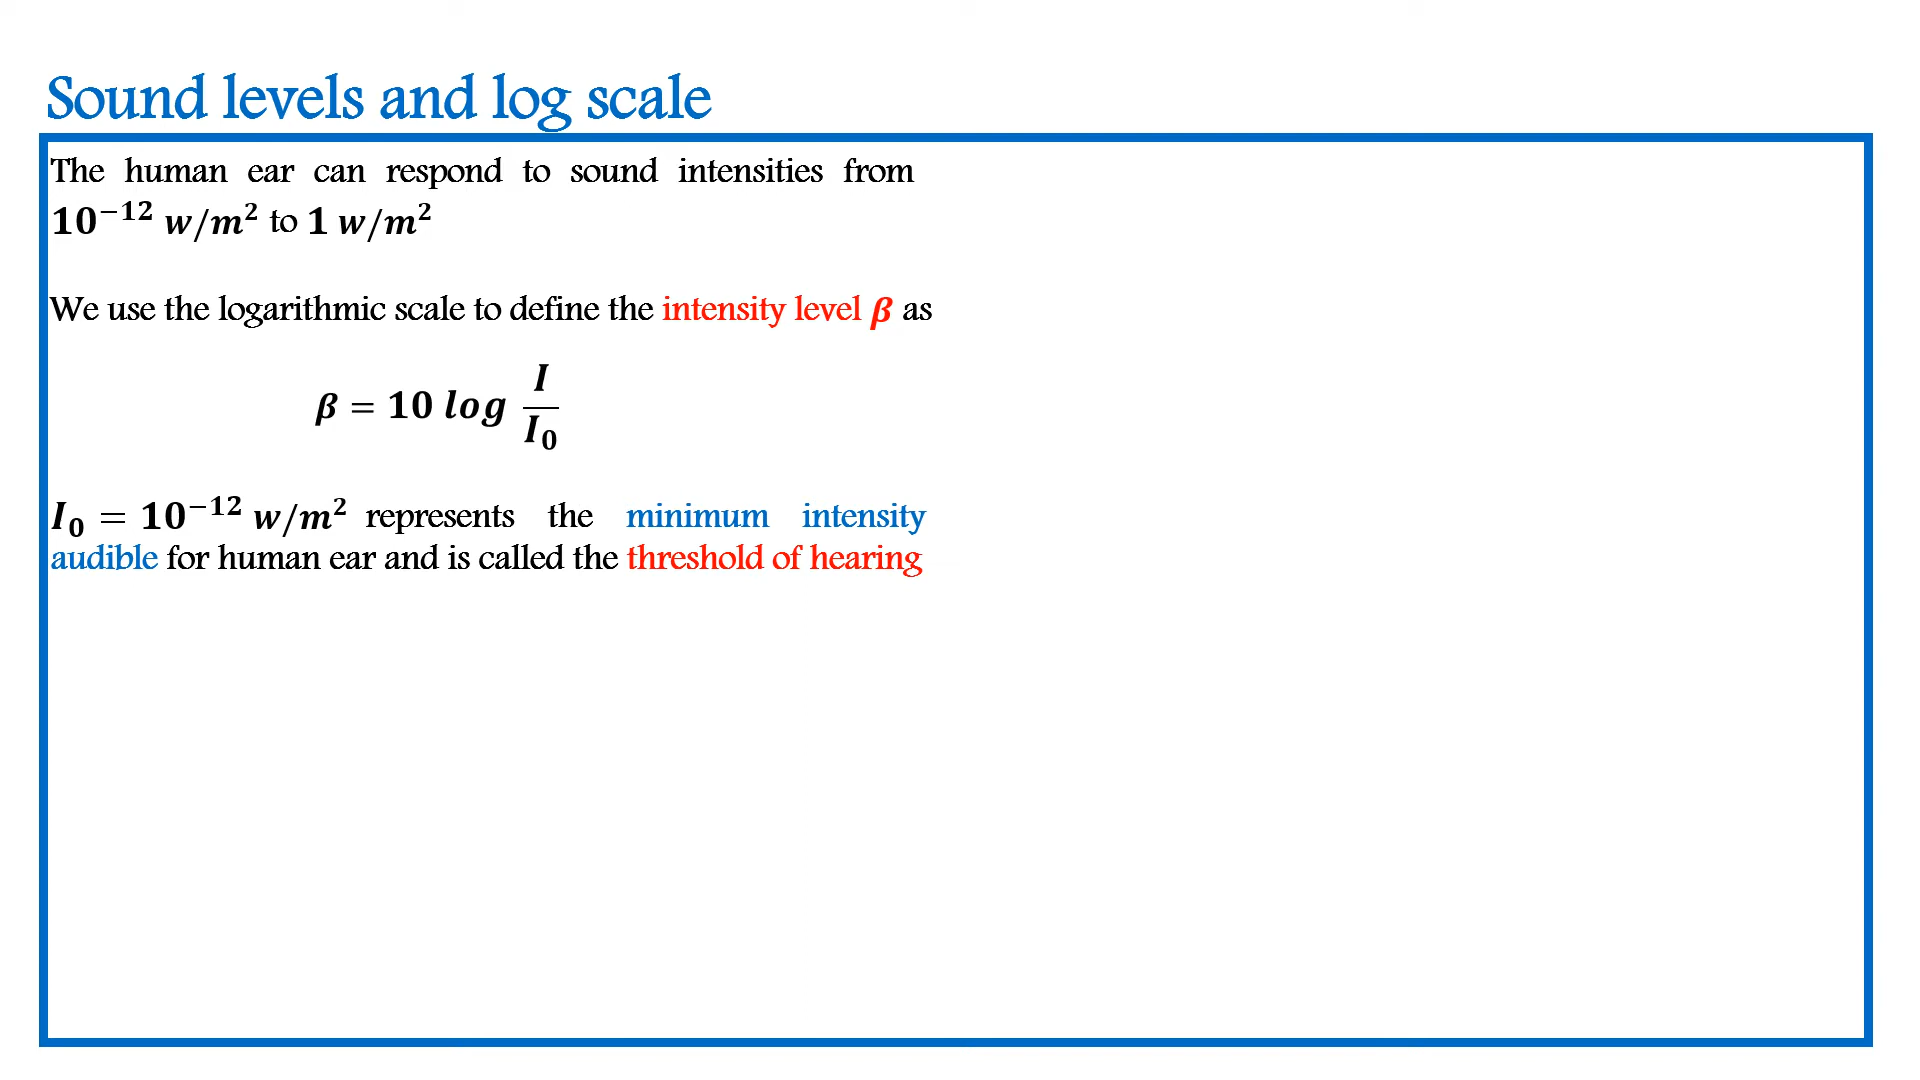 Sound levels and log scale
The human ear can respond to sound intensities from
10⁻¹² w/m² to 1 w/m²
We use the logarithmic scale to define the intensity level β as
β = 10 log I/I₀
I₀ = 10⁻¹² w/m² represents the minimum intensity
audible for human ear and is called the threshold of hearing